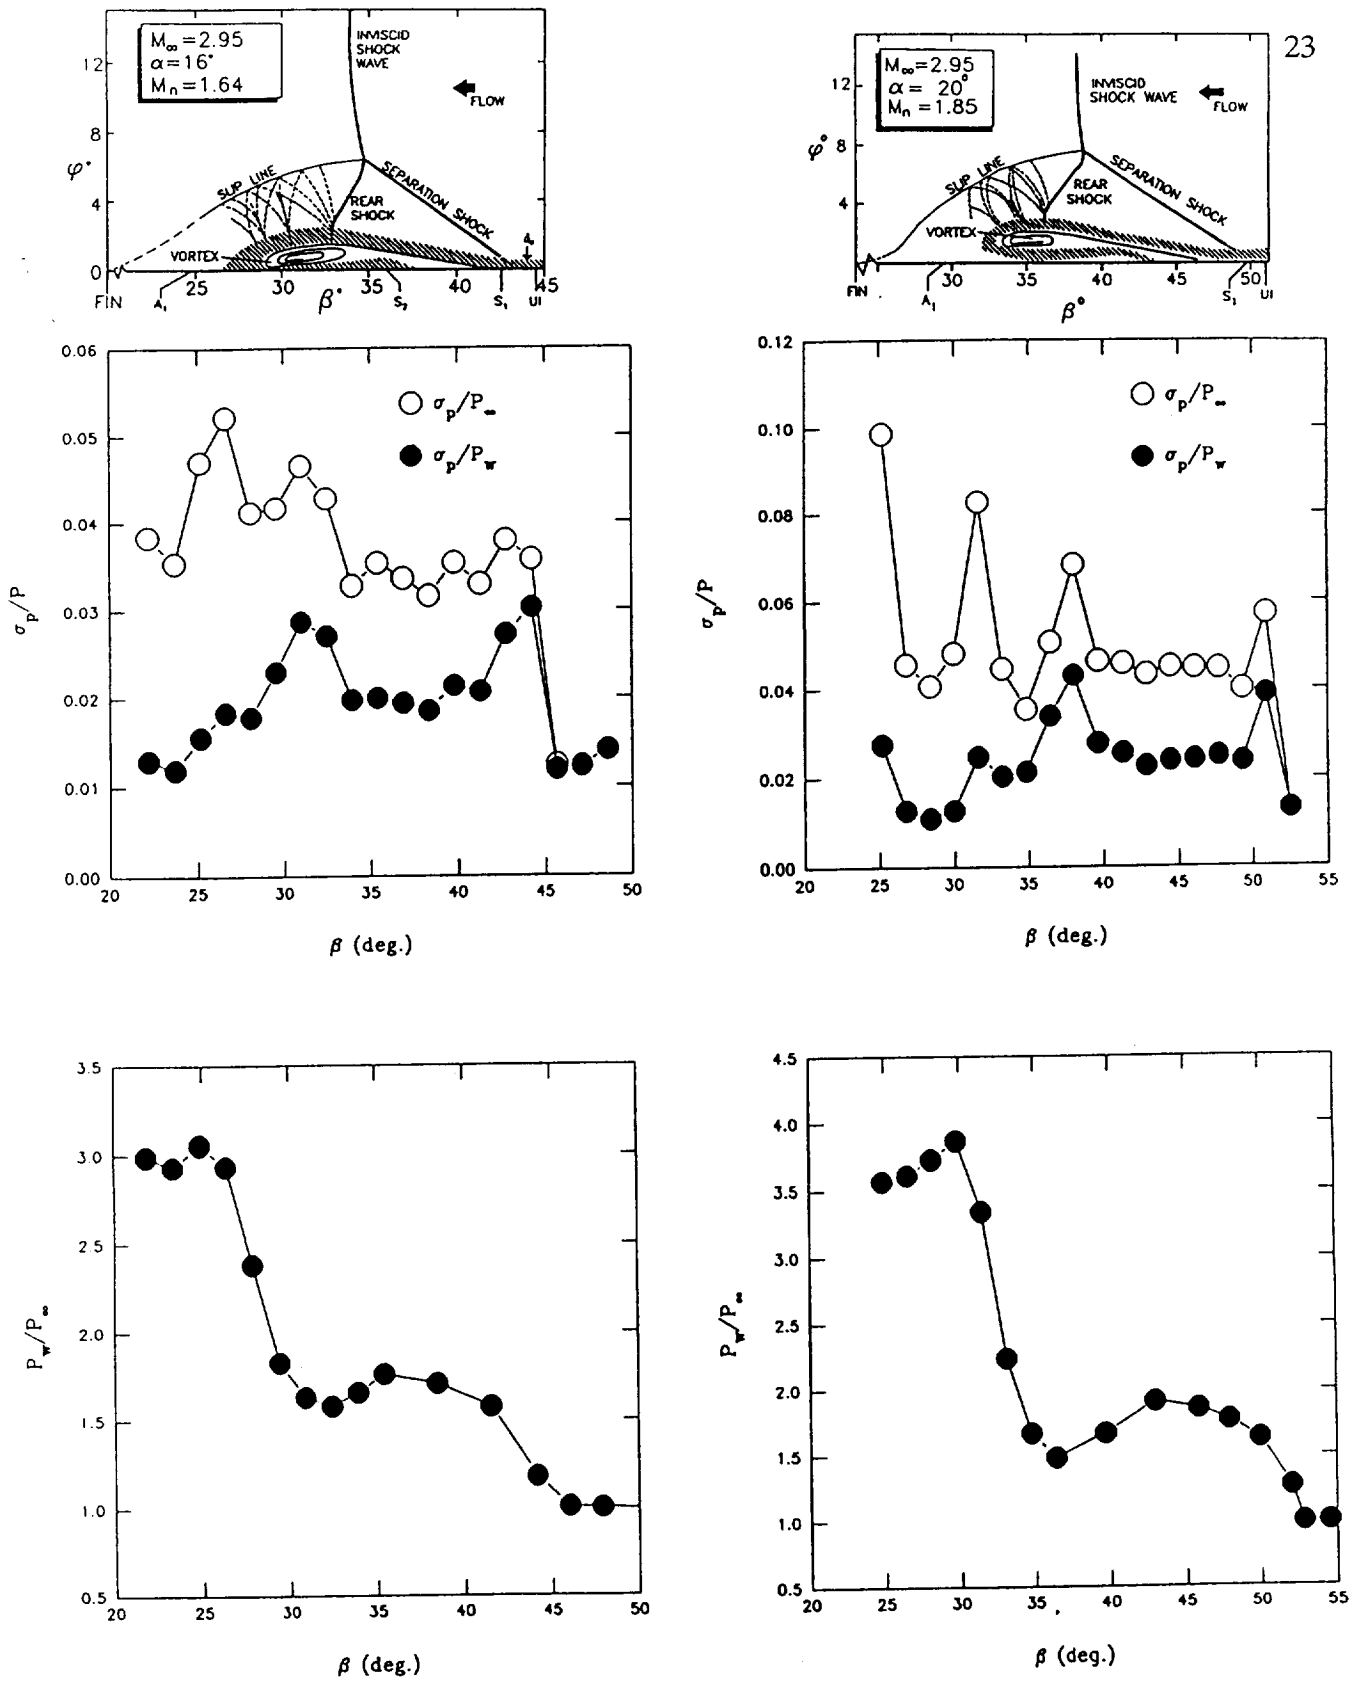 23
M∞=2.95
α=16°
Mn=1.64
INVISCID
SHOCK
WAVE
FLOW
12
8
4
0
φ°
SLIP LINE
SEPARATION SHOCK
REAR
SHOCK
VORTEX
FIN
A₁
25
30
35
S₂
40
S₁
UI
45
β°
M∞=2.95
α= 20°
Mn=1.85
INVISCID
SHOCK WAVE
FLOW
12
8
4
φ°
SLIP LINE
SEPARATION SHOCK
REAR
SHOCK
VORTEX
FIN
A₁
30
35
40
45
S₁
50
UI
β°
0.06
0.05
0.04
0.03
0.02
0.01
0.00
σp/P
σp/P∞
σp/Pw
20
25
30
35
40
45
50
β (deg.)
0.12
0.10
0.08
0.06
0.04
0.02
0.00
σp/P
σp/P∞
σp/Pw
20
25
30
35
40
45
50
55
β (deg.)
3.5
3.0
2.5
2.0
1.5
1.0
0.5
Pw/P∞
20
25
30
35
40
45
50
β (deg.)
4.5
4.0
3.5
3.0
2.5
2.0
1.5
1.0
0.5
Pw/P∞
20
25
30
35
40
45
50
55
β (deg.)